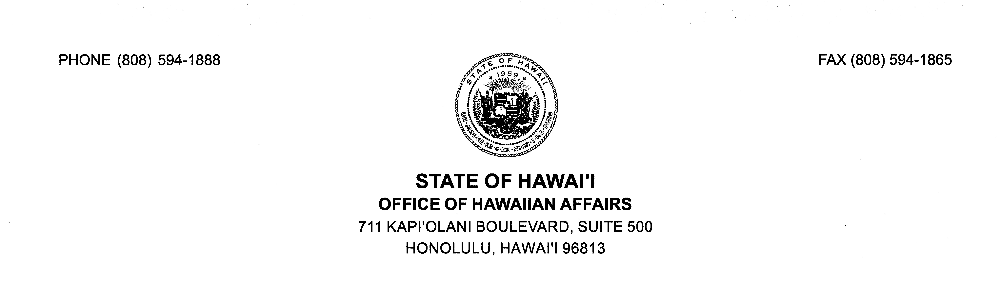 PHONE (808) 594-1888
FAX (808) 594-1865
STATE OF HAWAII
1959
UA·MAU·KE·EA·O·KA·AINA·I·KA·PONO
STATE OF HAWAI'I
OFFICE OF HAWAIIAN AFFAIRS
711 KAPI'OLANI BOULEVARD, SUITE 500
HONOLULU, HAWAI'I 96813